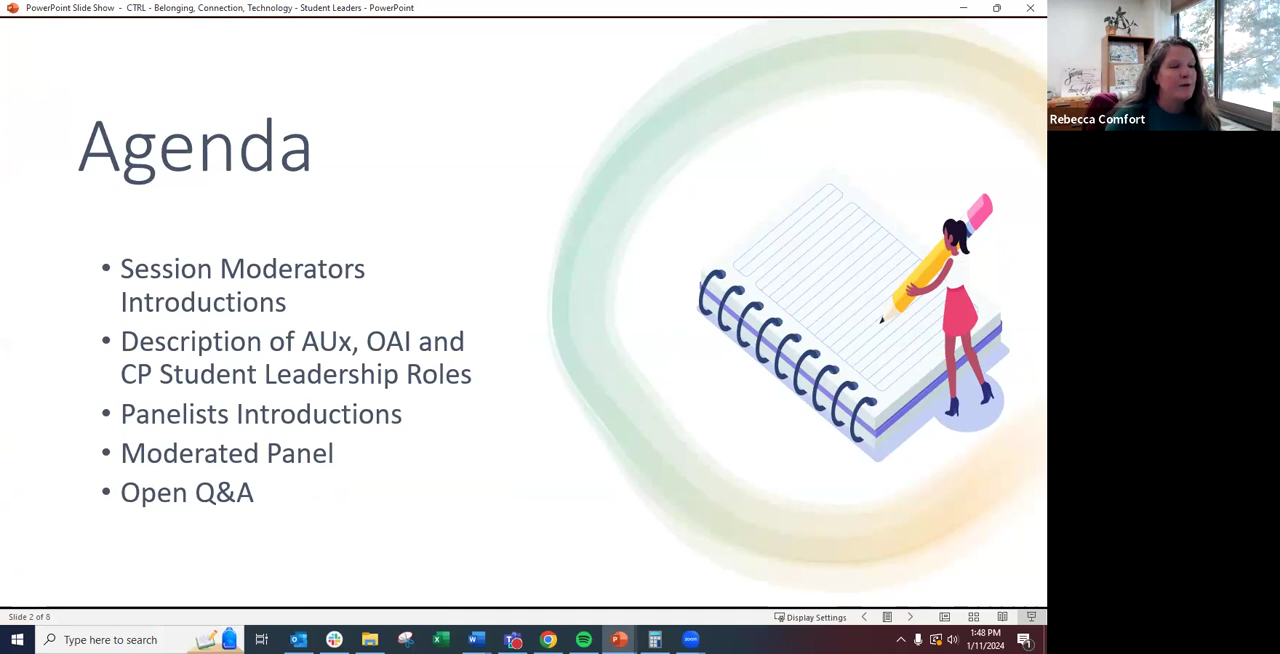 PowerPoint Slide Show - CTRL - Belonging, Connection, Technology - Student Leaders - PowerPoint
Rebecca Comfort
Agenda
• Session Moderators
Introductions
• Description of AUx, OAI and
CP Student Leadership Roles
• Panelists Introductions
• Moderated Panel
• Open Q&A
Slide 2 of 8
Display Settings
Type here to search
zoom
1:48 PM
1/11/2024